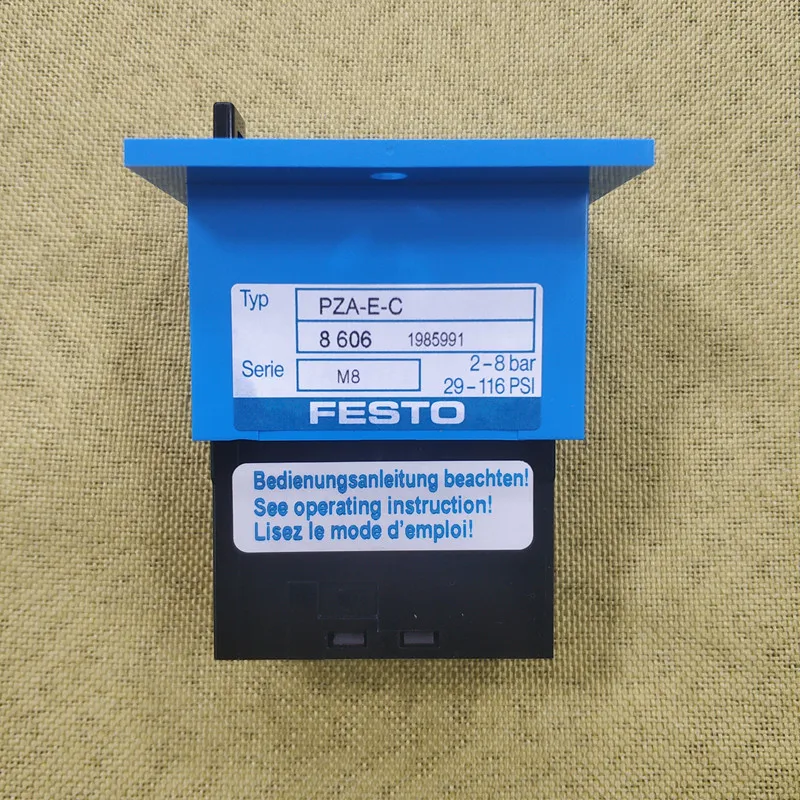 Typ PZA-E-C
8 606 1985991
Serie M8 2-8 bar
29-116 PSI
FESTO
Bedienungsanleitung beachten!
See operating instruction!
Lisez le mode d'emploi!